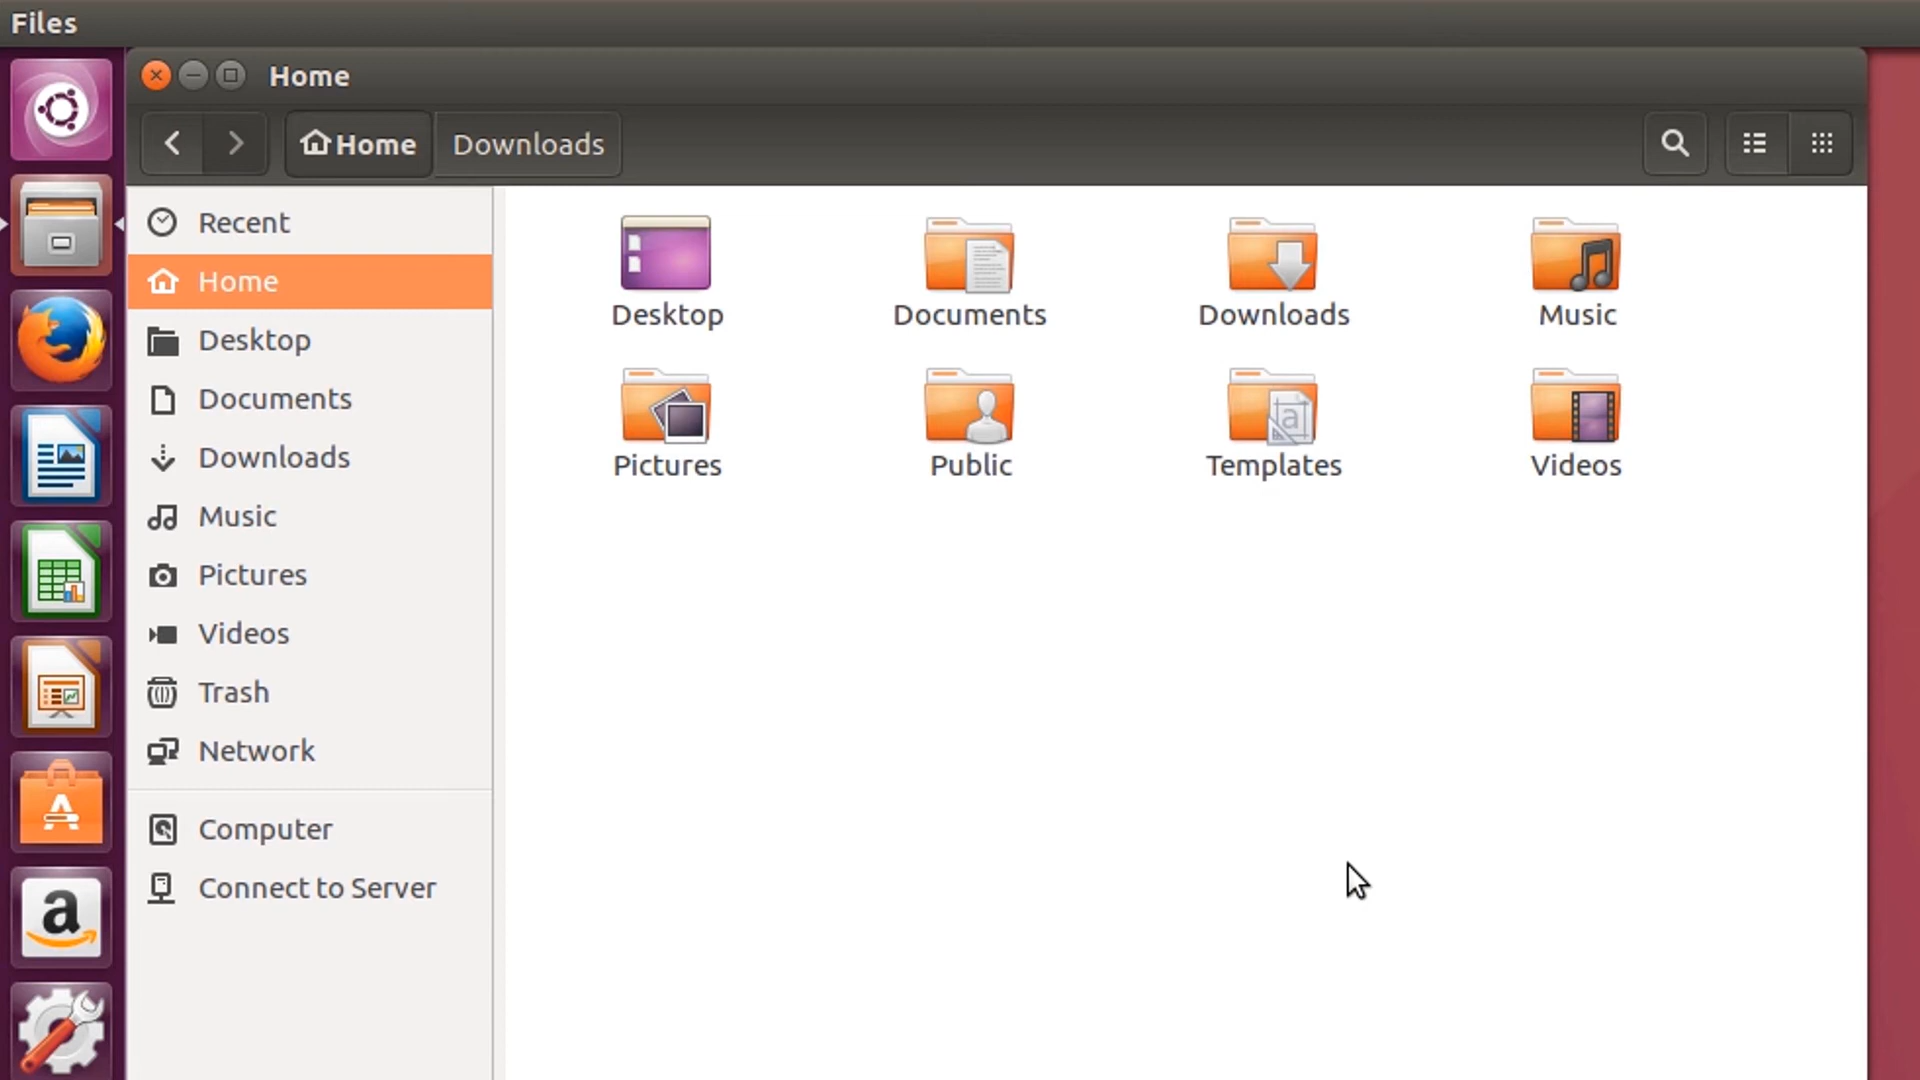 Files
Home
Home Downloads
Recent
Home
Desktop
Documents
Downloads
Music
Pictures
Videos
Trash
Network
Computer
Connect to Server
Desktop Documents Downloads Music
Pictures Public Templates Videos